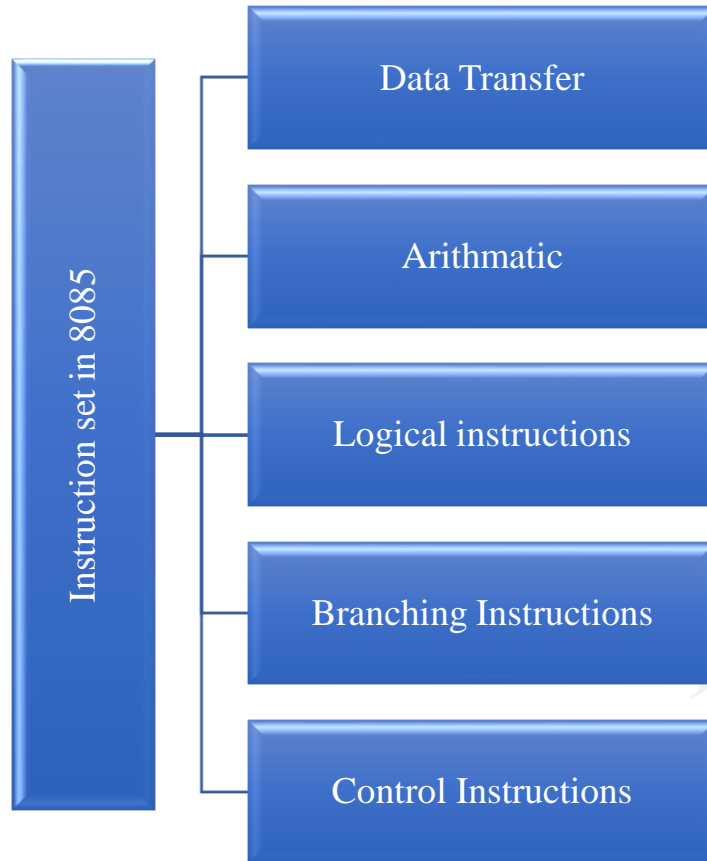 Instruction set in 8085
Data Transfer
Arithmatic
Logical instructions
Branching Instructions
Control Instructions